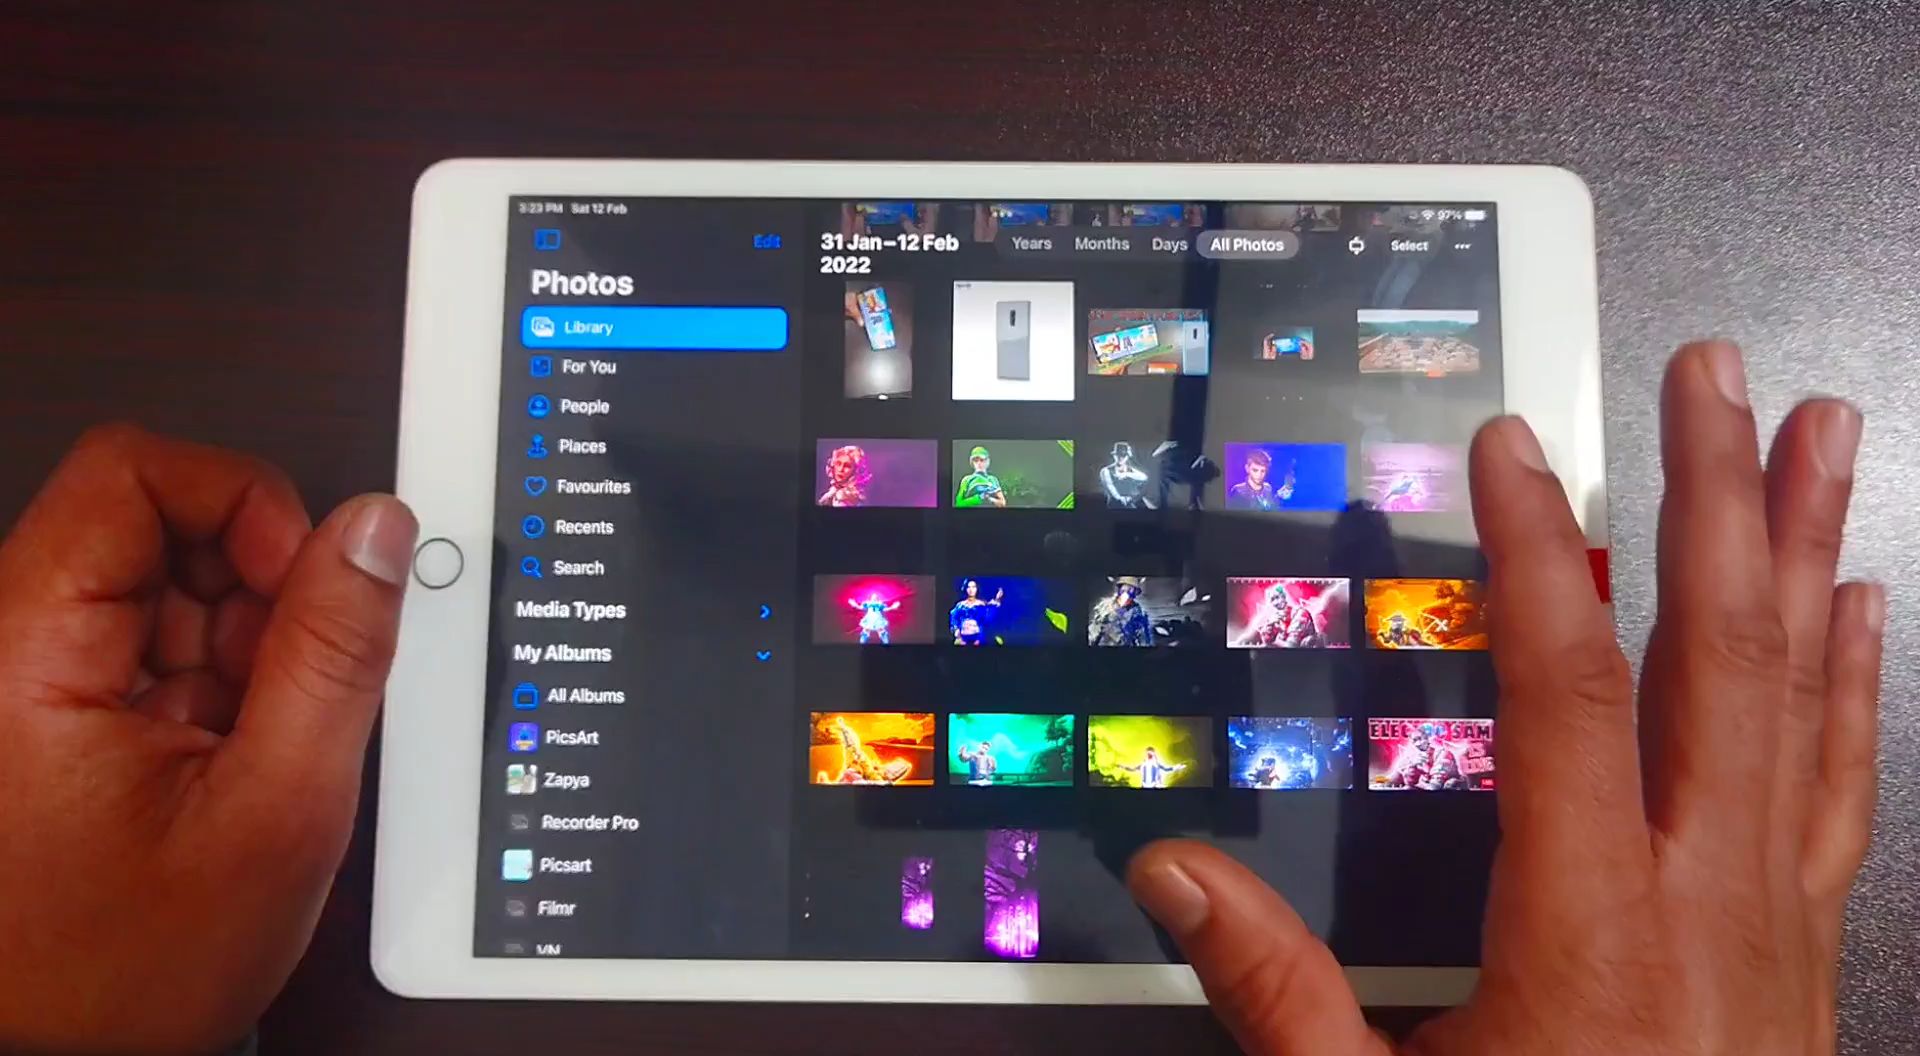 3:23 PM Sat 12 Feb
97%
Edit
Photos
Library
For You
People
Places
Favourites
Recents
Search
Media Types
My Albums
All Albums
PicsArt
Zapya
Recorder Pro
Picsart
Filmr
VN
31 Jan–12 Feb
2022
Years Months Days All Photos
Select